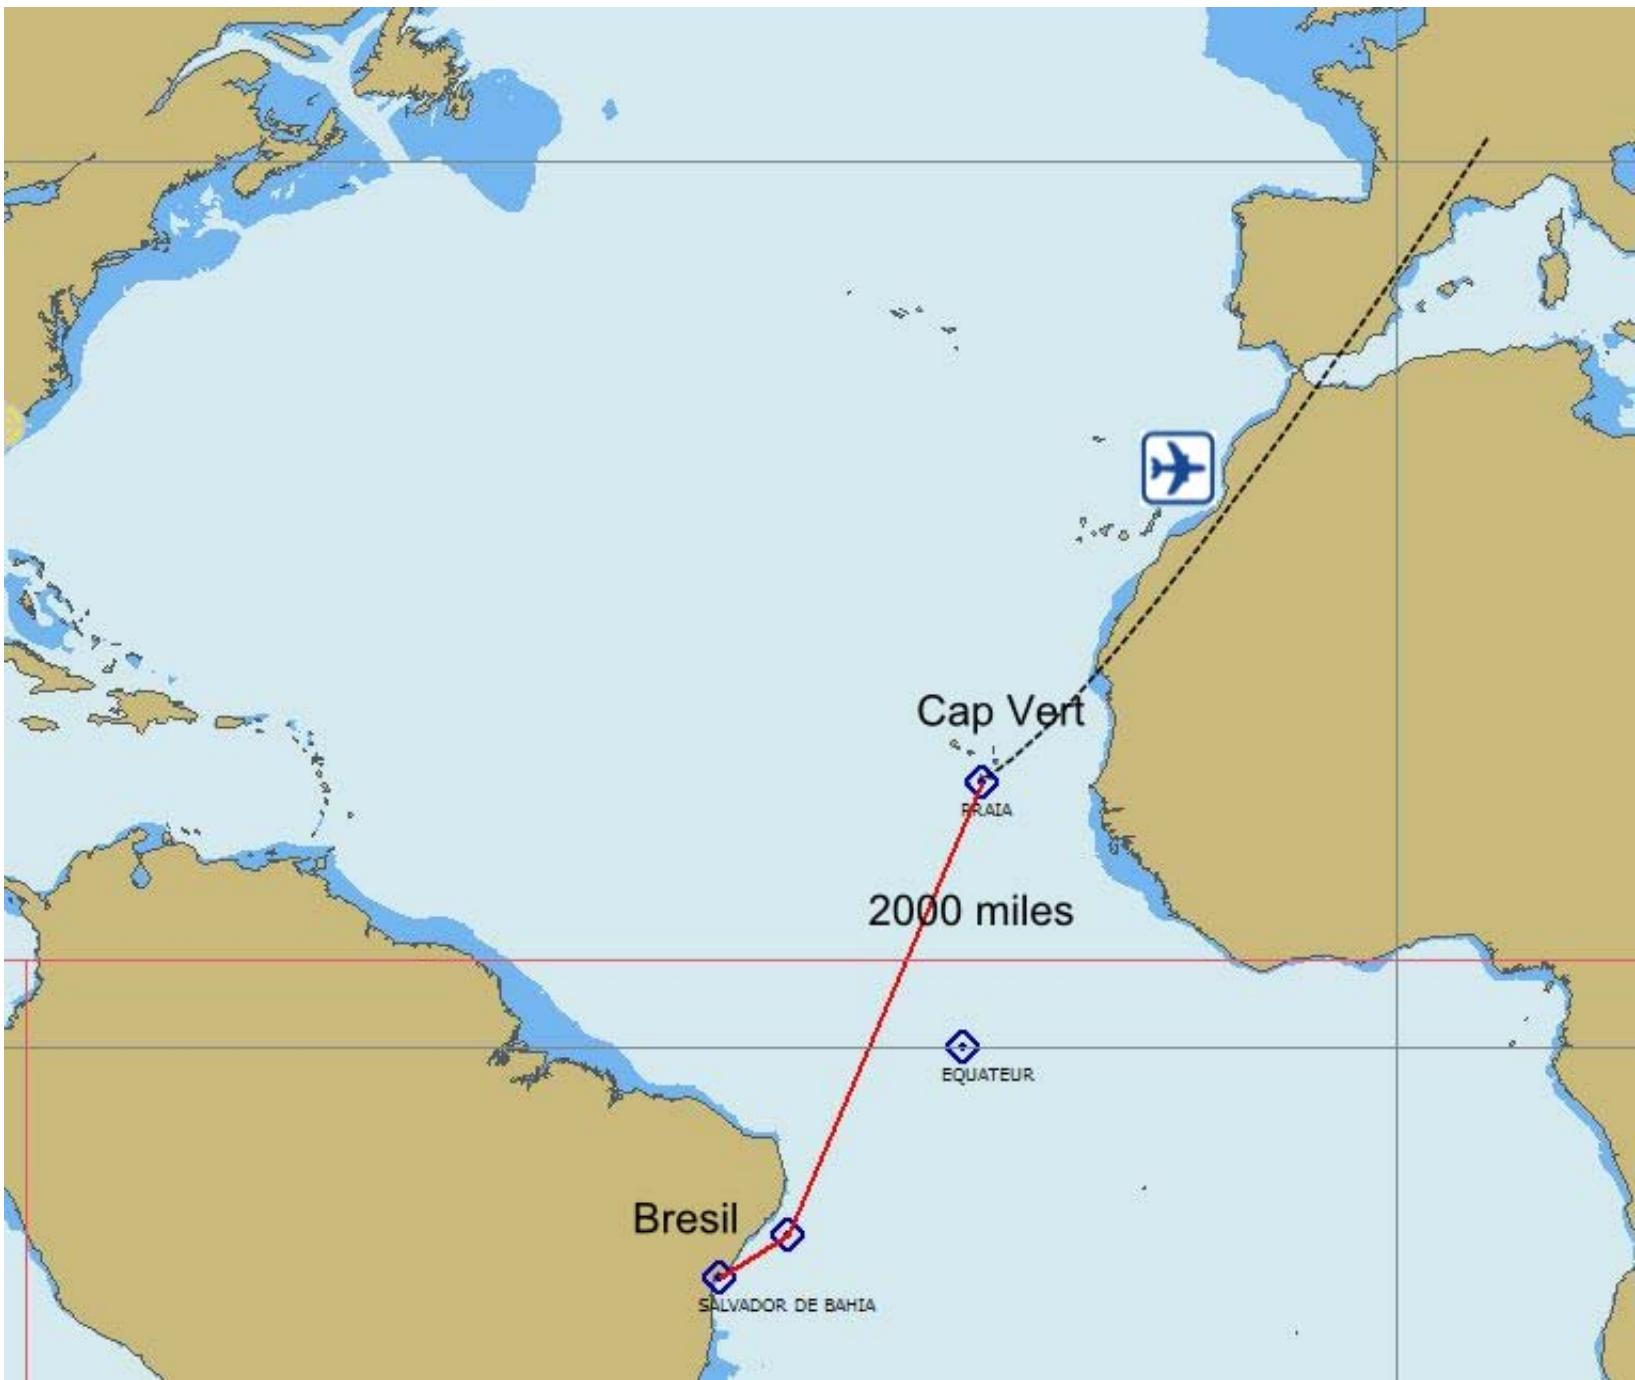 Cap Vert
PRAIA
2000 miles
EQUATEUR
Bresil
SALVADOR DE BAHIA